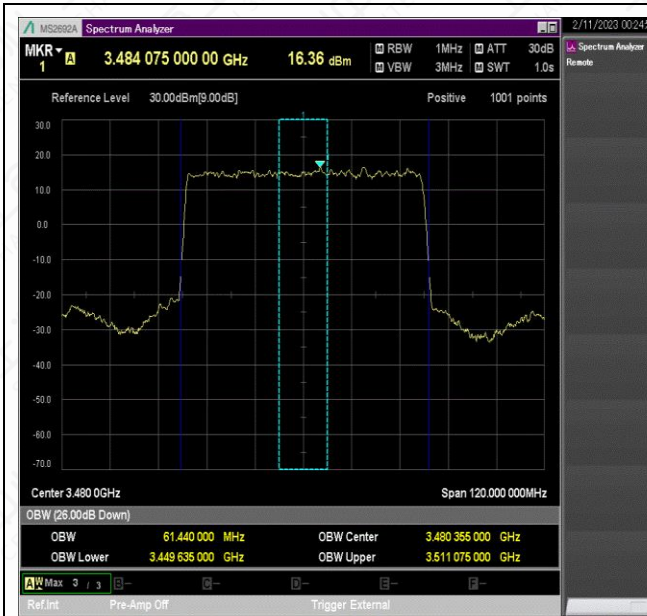 MS2692A Spectrum Analyzer
2/11/2023 00:24:5
MKR 1 A 3.484 075 000 00 GHz 16.36 dBm
M RBW 1MHz M ATT 30dB
M VBW 3MHz M SWT 1.0s
Spectrum Analyzer
Remote
Reference Level 30.00dBm[9.00dB] Positive 1001 points
30.0
20.0
10.0
0.0
-10.0
-20.0
-30.0
-40.0
-50.0
-60.0
-70.0
Center 3.480 0GHz Span 120.000 000MHz
OBW (26.00dB Down)
OBW 61.440 000 MHz OBW Center 3.480 355 000 GHz
OBW Lower 3.449 635 000 GHz OBW Upper 3.511 075 000 GHz
A W Max 3 / 3 B- C- D- E- F-
Ref.Int Pre-Amp Off Trigger External